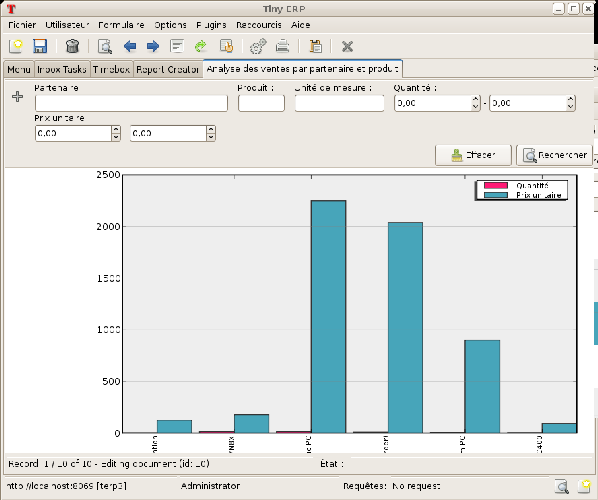 Tiny ERP
Fichier Utilisateur Formulaire Options Plugins Raccourcis Aide
Menu Inbox Tasks Timebox Report Creator Analyse des ventes par partenaire et produit
Partenaire Produit : Unité de mesure : Quantité :
0,00 - 0,00
Prix unitaire
0,00 0,00
Effacer Rechercher
2500
2000
1500
1000
500
0
Quantité
Prix unitaire
Record: 1 / 10 of 10 - Editing document (id: 10) État :
http://localhost:8069 [terp3] Administrator Requêtes: No request